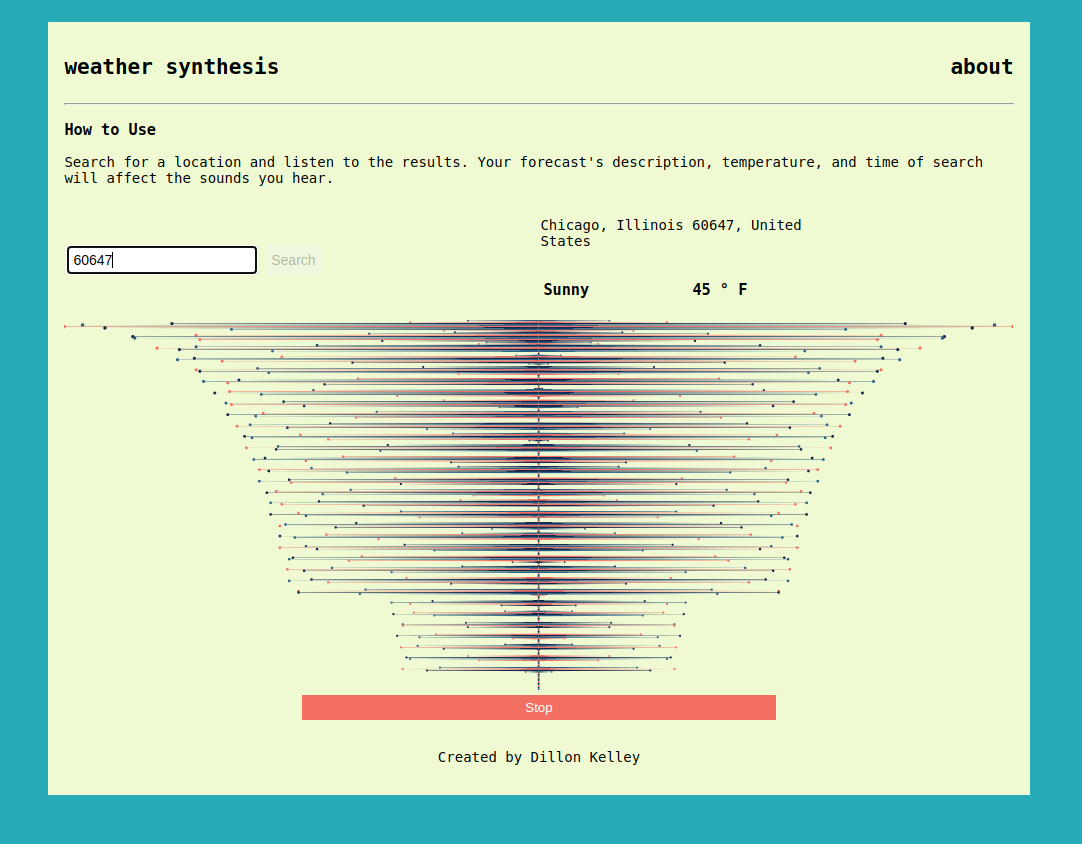 weather synthesis
about
How to Use
Search for a location and listen to the results. Your forecast's description, temperature, and time of search
will affect the sounds you hear.
Chicago, Illinois 60647, United
States
60647
Search
Sunny
45 ° F
Stop
Created by Dillon Kelley